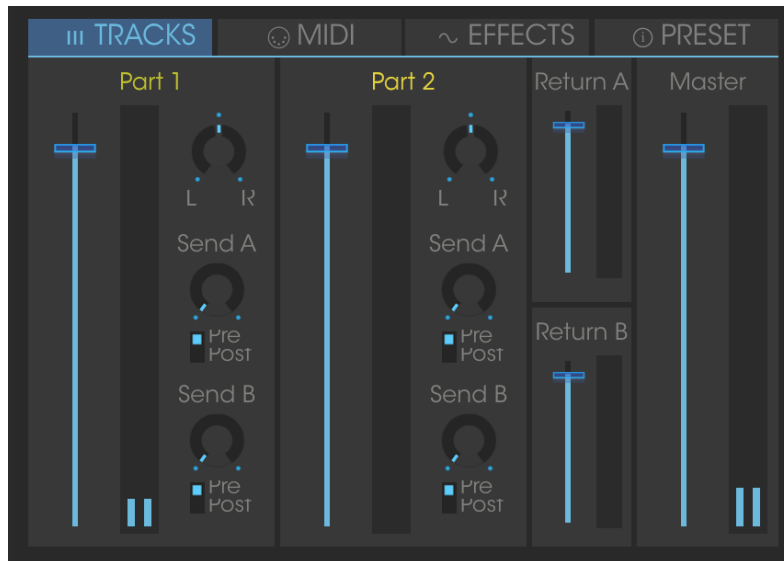 TRACKS MIDI EFFECTS PRESET
Part 1 Part 2 Return A Master
L R L R
Send A Send A
Pre Pre
Post Post
Return B
Send B Send B
Pre Pre
Post Post